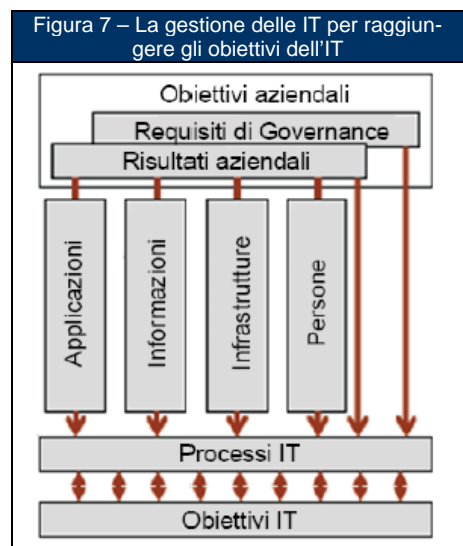 Figura 7 – La gestione delle IT per raggiun-
gere gli obiettivi dell'IT
Obiettivi aziendali
Requisiti di Governance
Risultati aziendali
Applicazioni
Informazioni
Infrastrutture
Persone
Processi IT
Obiettivi IT